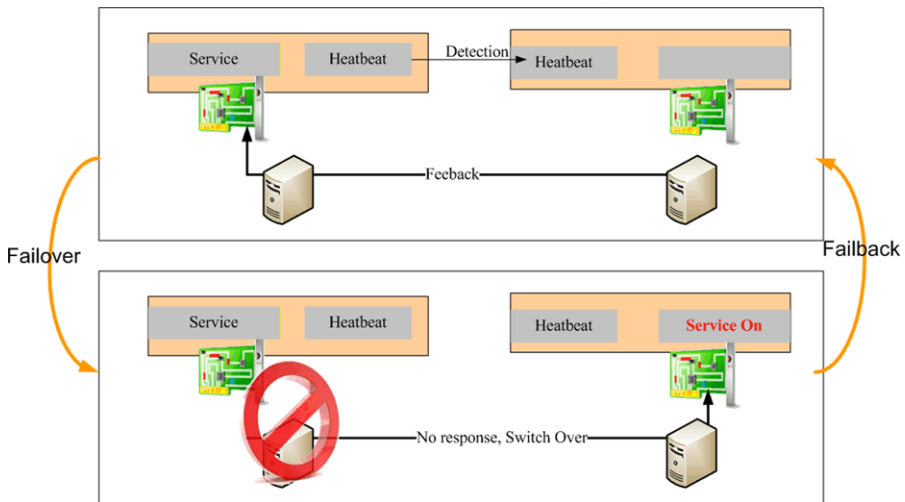 Service
Heatbeat
Detection
Heatbeat
Feeback
Failover
Failback
Service
Heatbeat
Heatbeat
Service On
No response, Switch Over